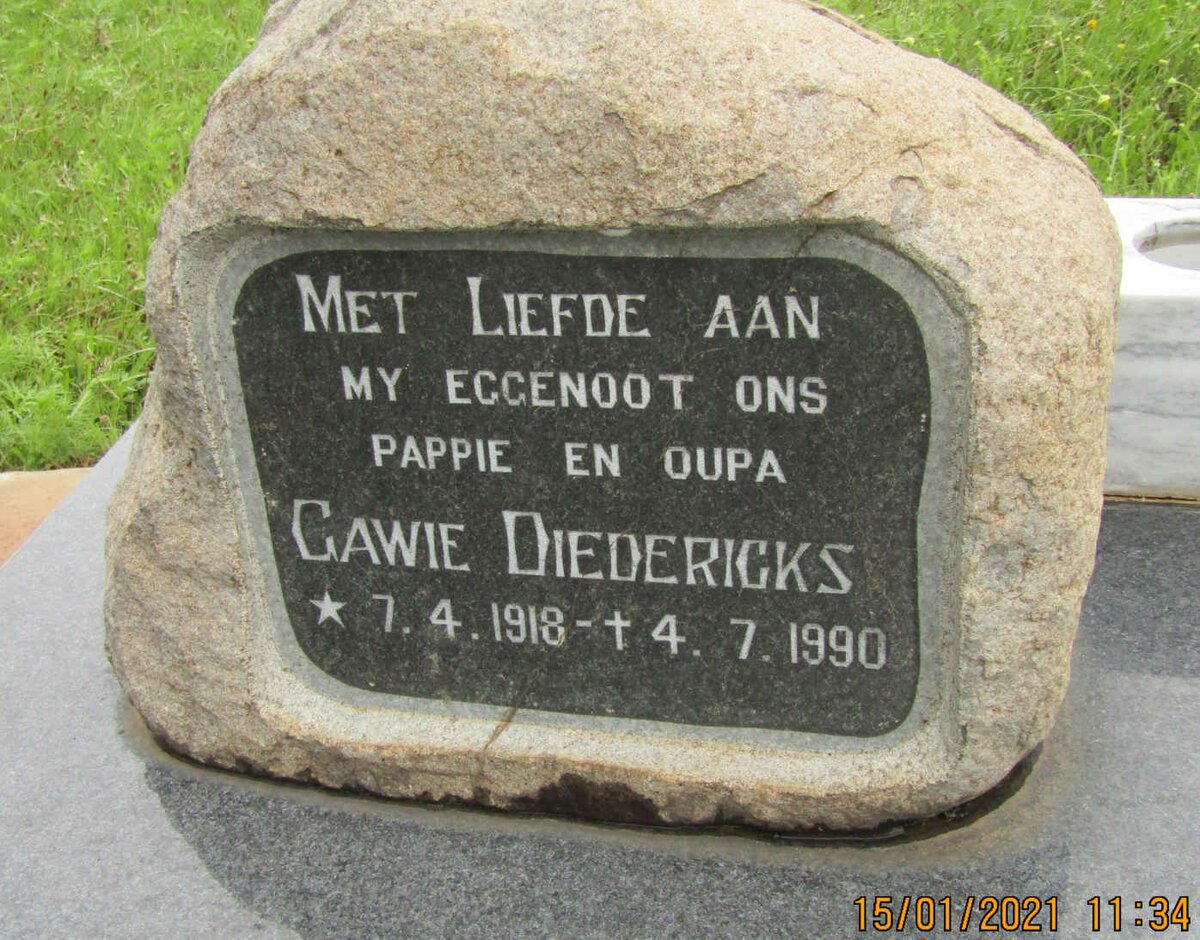 MET LIEFDE AAN
MY EGGENOOT ONS
PAPPIE EN OUPA
GAWIE DIEDERICKS
★ 7.4.1918-✝4.7.1990
15/01/2021 11:34